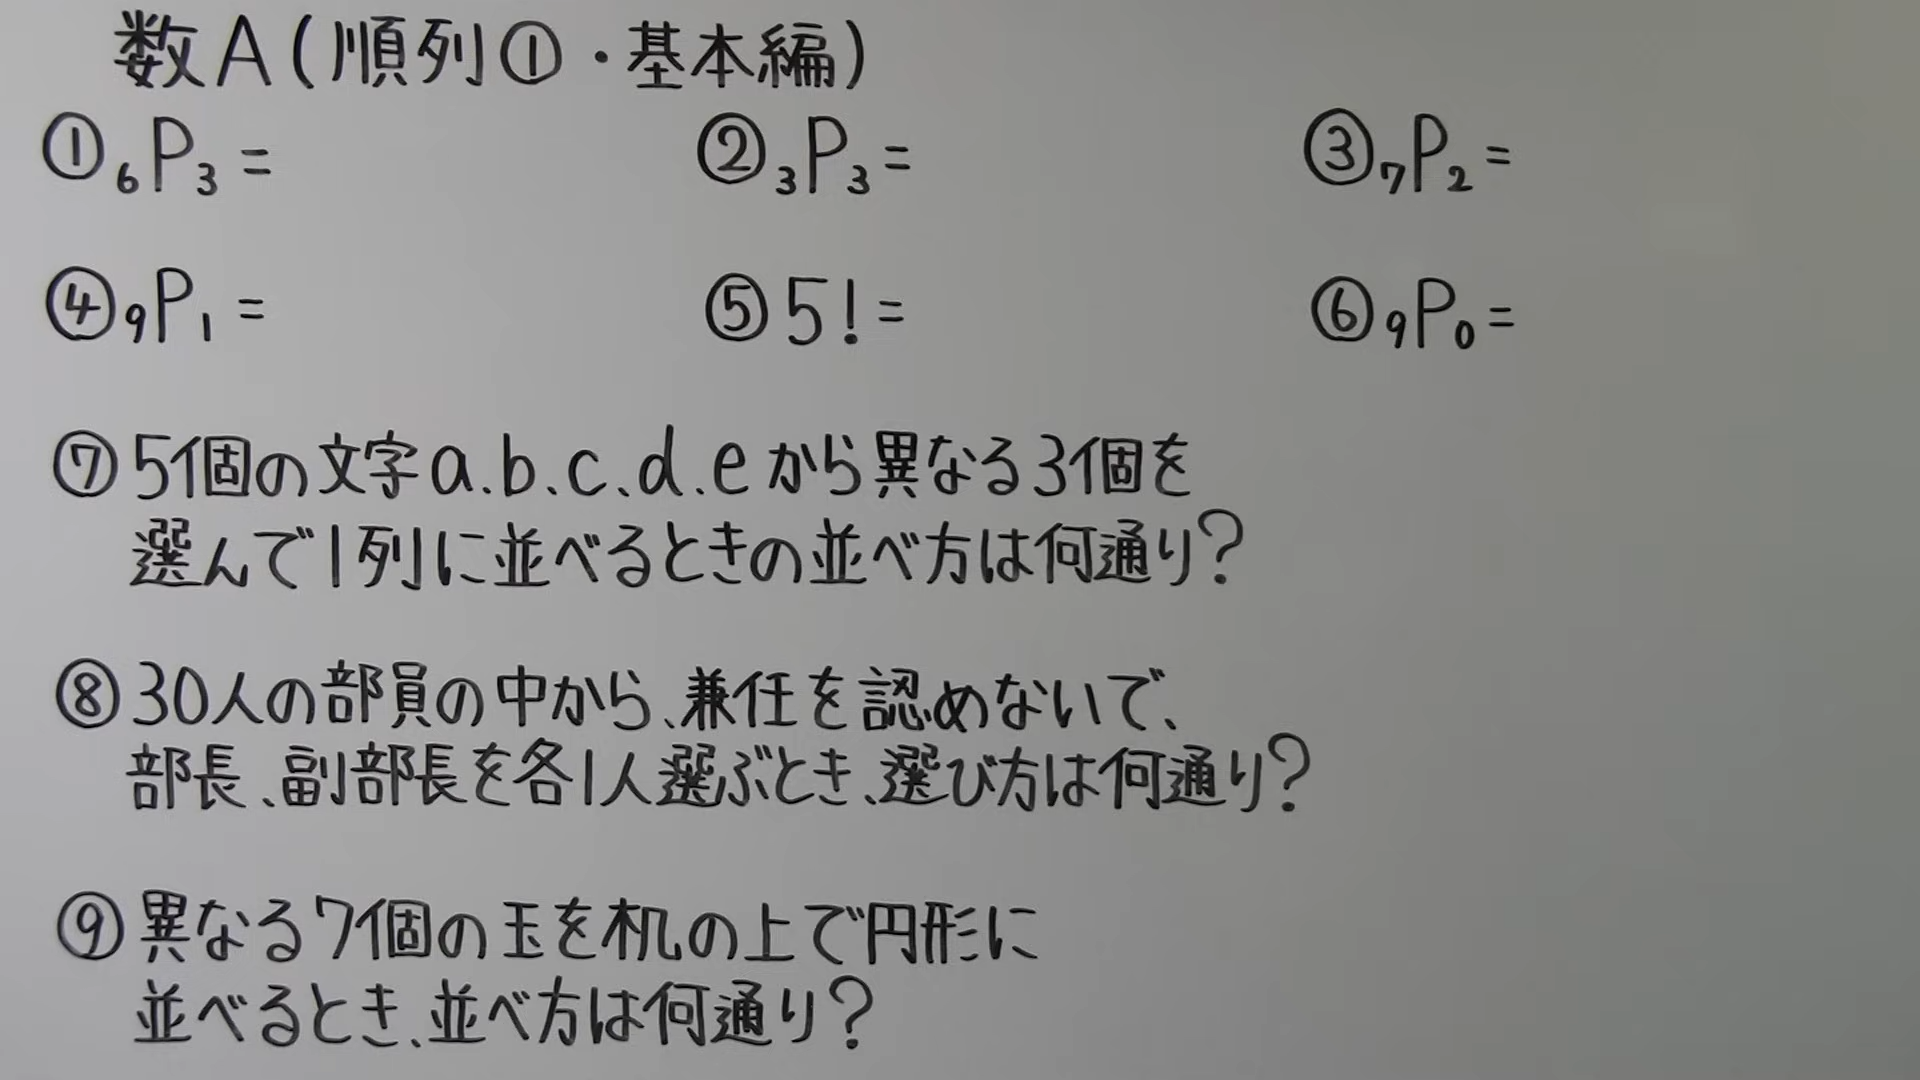 数A(順列①・基本編)
①₆P₃= ②₃P₃= ③₇P₂=
④₉P₁= ⑤5!= ⑥₉P₀=
⑦5個の文字a.b.c.d.eから異なる3個を
選んで1列に並べるときの並べ方は何通り?
⑧30人の部員の中から、兼任を認めないで、
部長、副部長を各1人選ぶとき、選び方は何通り?
⑨異なる7個の玉を机の上で円形に
並べるとき、並べ方は何通り?